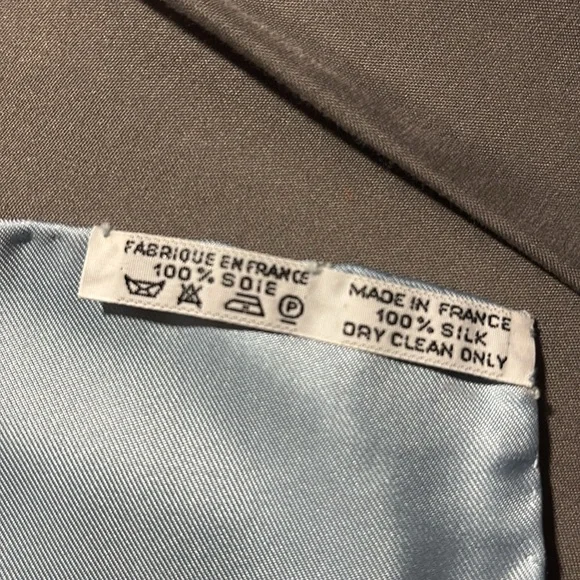 FABRIQUE EN FRANCE
100% SOIE
P
MADE IN FRANCE
100% SILK
DRY CLEAN ONLY